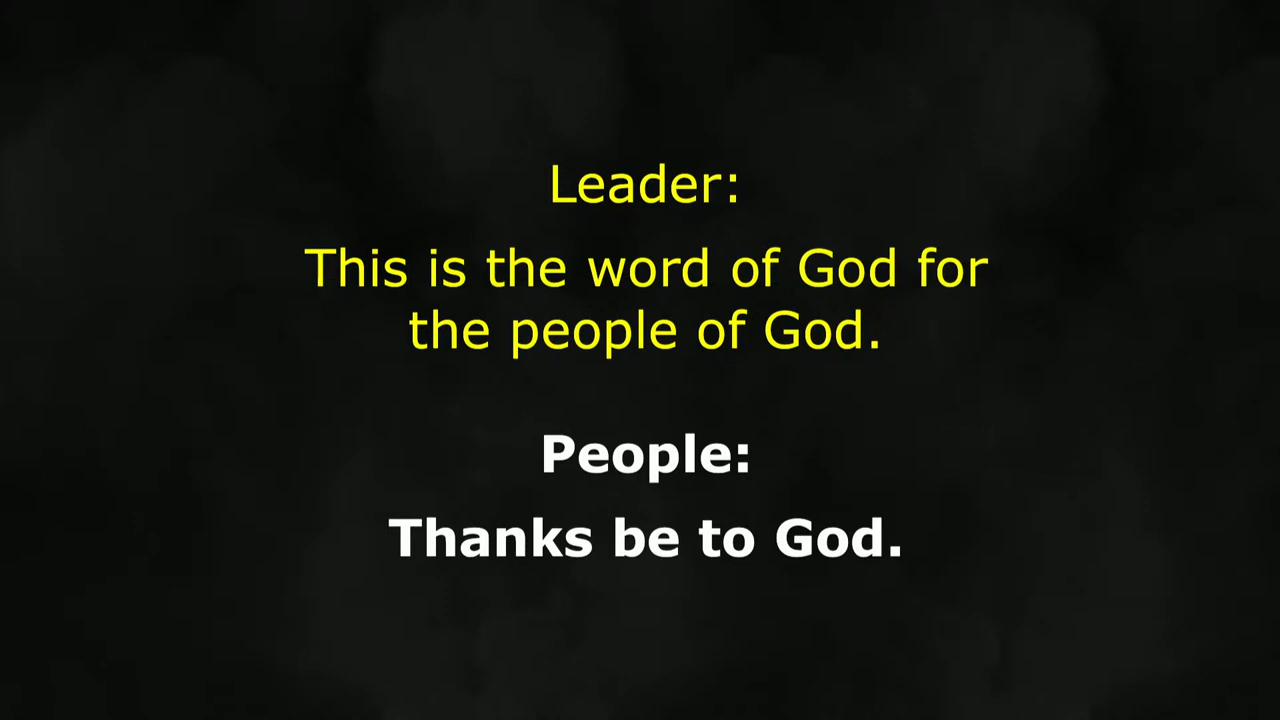 Leader:
This is the word of God for
the people of God.
People:
Thanks be to God.